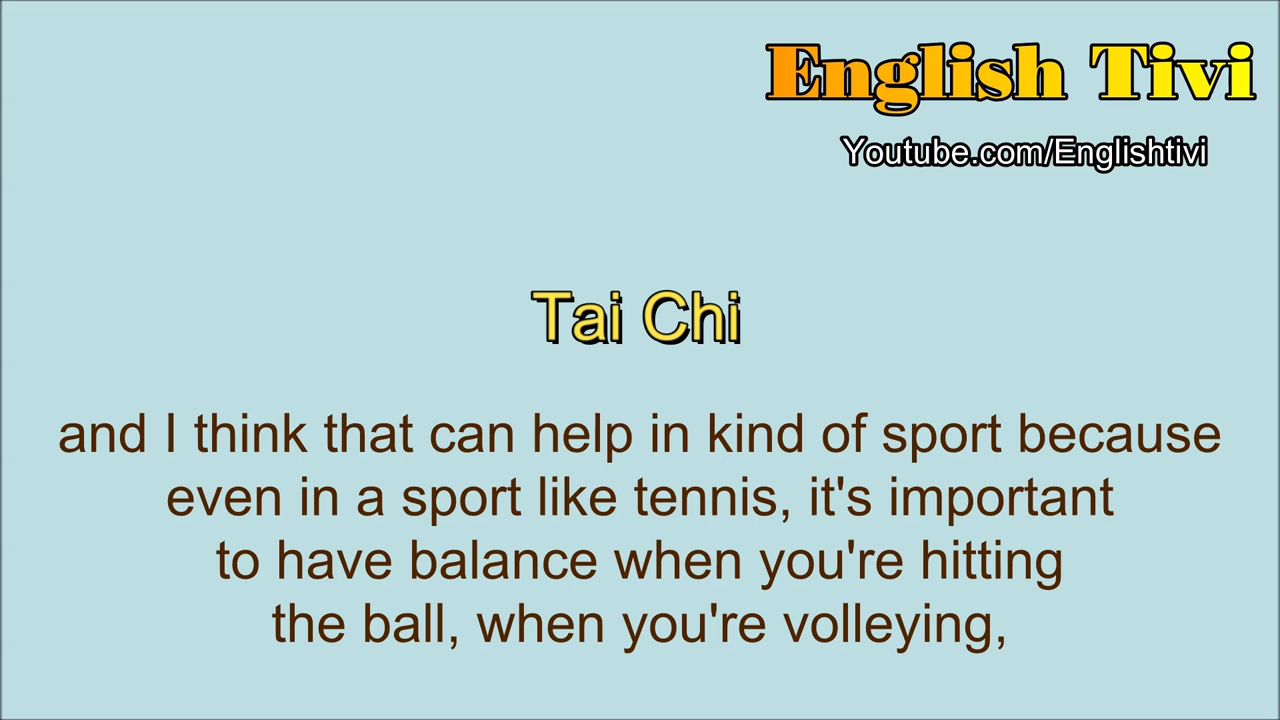 English Tivi
Youtube.com/Englishtivi
Tai Chi
and I think that can help in kind of sport because
even in a sport like tennis, it's important
to have balance when you're hitting
the ball, when you're volleying,